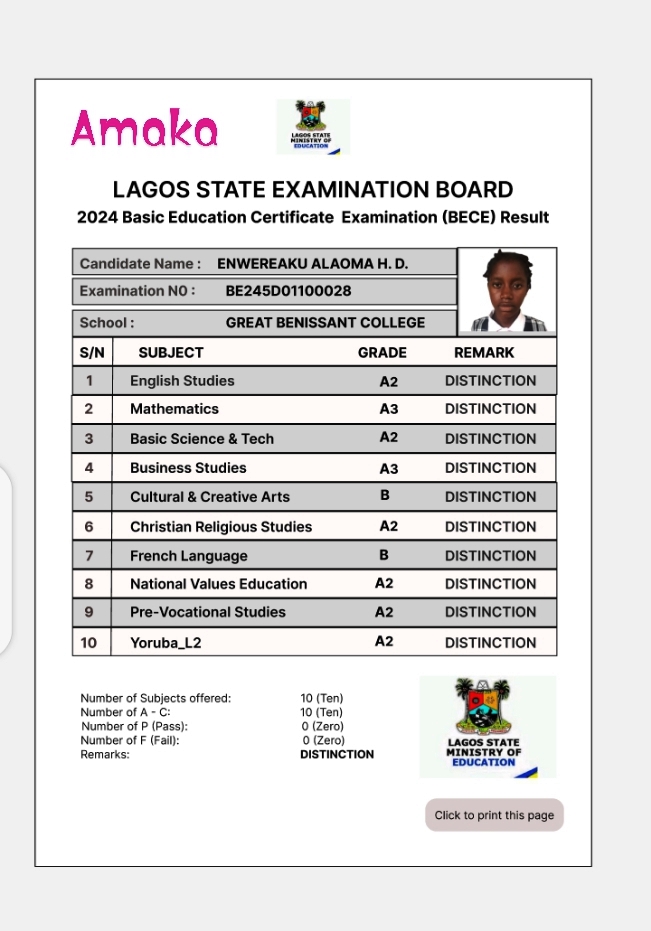 Amaka
LAGOS STATE
MINISTRY OF
EDUCATION
LAGOS STATE EXAMINATION BOARD
2024 Basic Education Certificate Examination (BECE) Result
Candidate Name : ENWEREAKU ALAOMA H. D.
Examination N0 : BE245D01100028
School : GREAT BENISSANT COLLEGE
S/N SUBJECT GRADE REMARK
1 English Studies A2 DISTINCTION
2 Mathematics A3 DISTINCTION
3 Basic Science & Tech A2 DISTINCTION
4 Business Studies A3 DISTINCTION
5 Cultural & Creative Arts B DISTINCTION
6 Christian Religious Studies A2 DISTINCTION
7 French Language B DISTINCTION
8 National Values Education A2 DISTINCTION
9 Pre-Vocational Studies A2 DISTINCTION
10 Yoruba_L2 A2 DISTINCTION
Number of Subjects offered: 10 (Ten)
Number of A - C: 10 (Ten)
Number of P (Pass): 0 (Zero)
Number of F (Fail): 0 (Zero)
Remarks: DISTINCTION
LAGOS STATE
MINISTRY OF
EDUCATION
Click to print this page